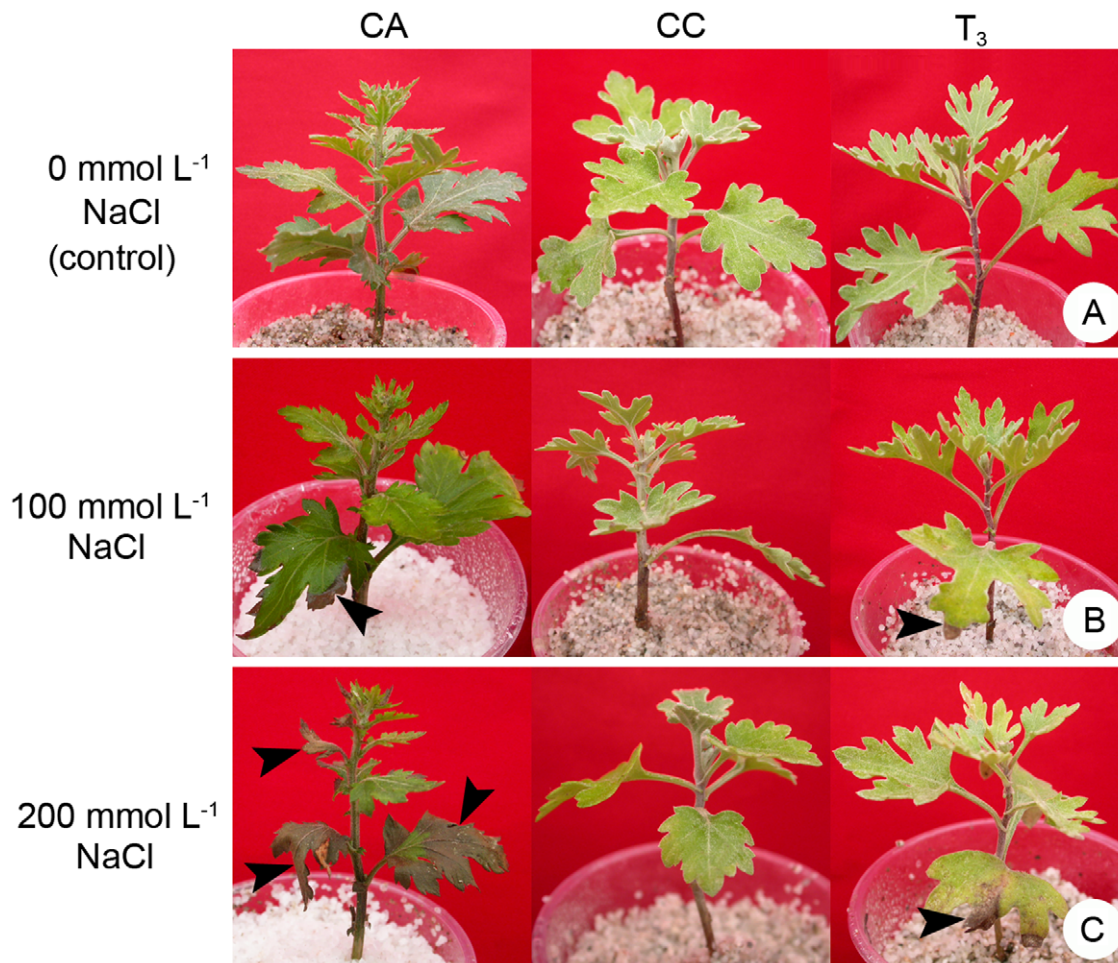 CA CC T₃
0 mmol L⁻¹
NaCl
(control)
A
100 mmol L⁻¹
NaCl
B
200 mmol L⁻¹
NaCl
C